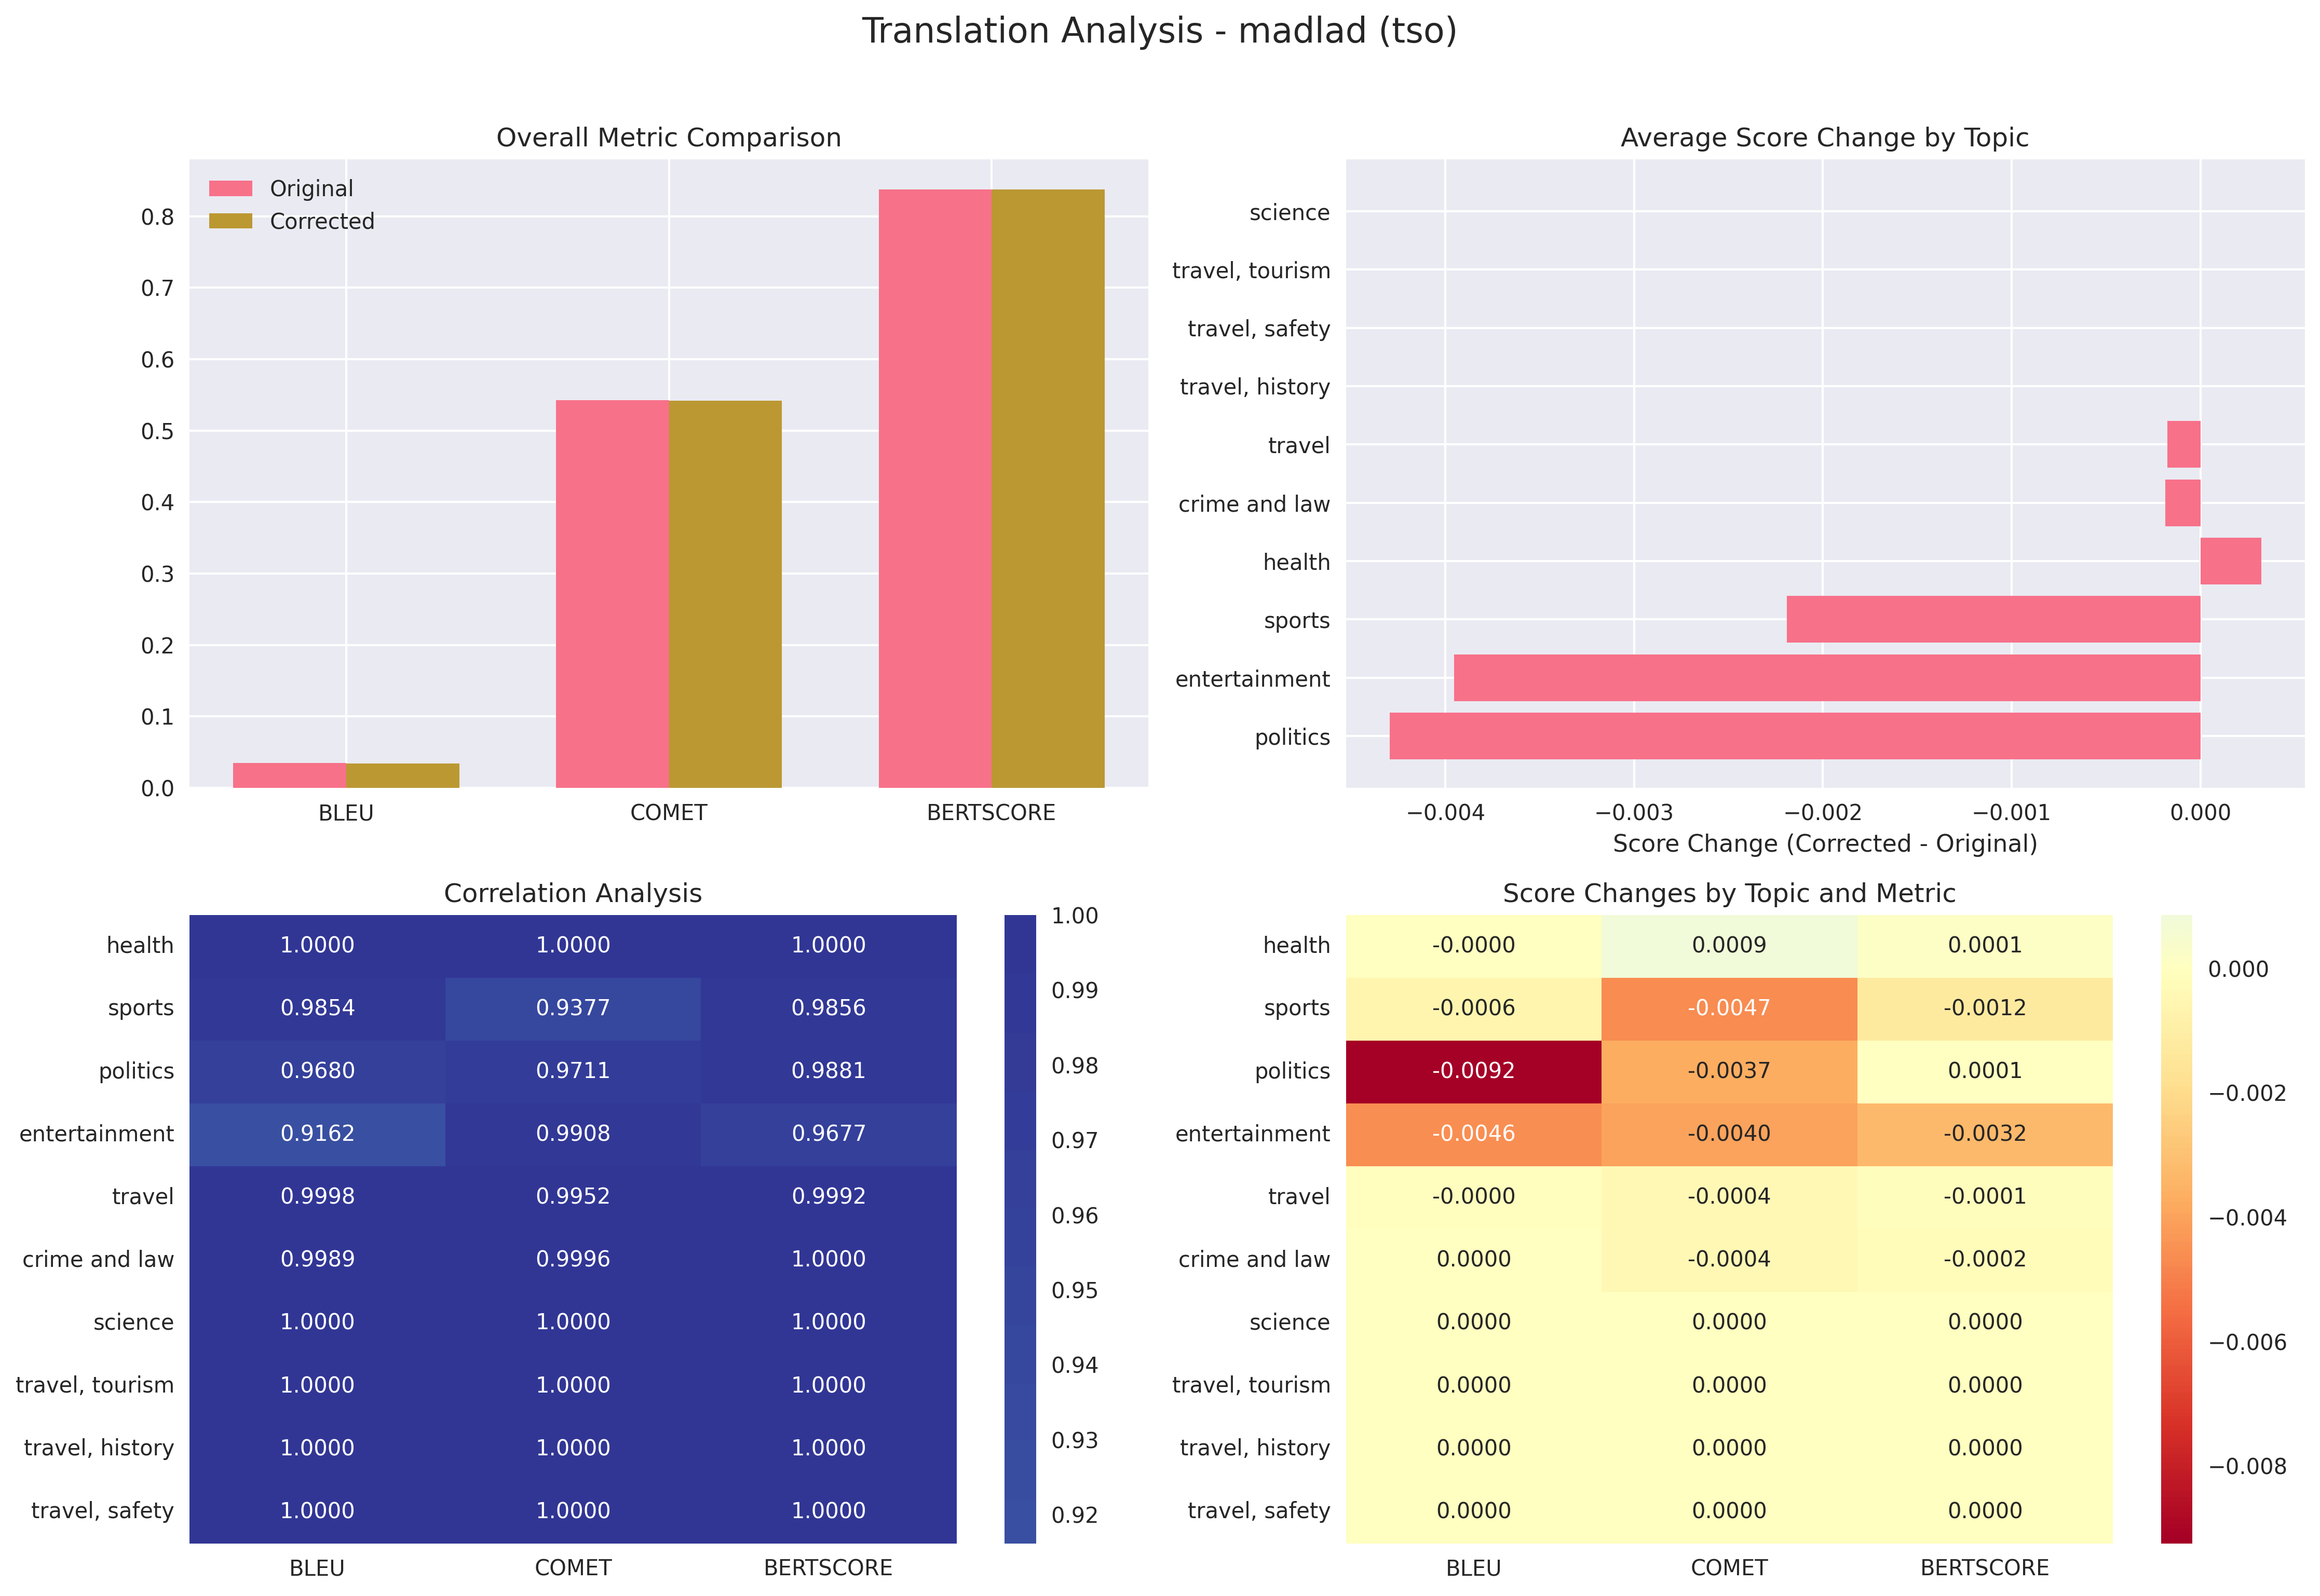 Translation Analysis - madlad (tso)
Overall Metric Comparison
Original
Corrected
0.8
0.7
0.6
0.5
0.4
0.3
0.2
0.1
0.0
BLEU COMET BERTSCORE
Average Score Change by Topic
science
travel, tourism
travel, safety
travel, history
travel
crime and law
health
sports
entertainment
politics
−0.004 −0.003 −0.002 −0.001 0.000
Score Change (Corrected - Original)
Correlation Analysis
health 1.0000 1.0000 1.0000
sports 0.9854 0.9377 0.9856
politics 0.9680 0.9711 0.9881
entertainment 0.9162 0.9908 0.9677
travel 0.9998 0.9952 0.9992
crime and law 0.9989 0.9996 1.0000
science 1.0000 1.0000 1.0000
travel, tourism 1.0000 1.0000 1.0000
travel, history 1.0000 1.0000 1.0000
travel, safety 1.0000 1.0000 1.0000
BLEU COMET BERTSCORE
1.00
0.99
0.98
0.97
0.96
0.95
0.94
0.93
0.92
Score Changes by Topic and Metric
health -0.0000 0.0009 0.0001
sports -0.0006 -0.0047 -0.0012
politics -0.0092 -0.0037 0.0001
entertainment -0.0046 -0.0040 -0.0032
travel -0.0000 -0.0004 -0.0001
crime and law 0.0000 -0.0004 -0.0002
science 0.0000 0.0000 0.0000
travel, tourism 0.0000 0.0000 0.0000
travel, history 0.0000 0.0000 0.0000
travel, safety 0.0000 0.0000 0.0000
BLEU COMET BERTSCORE
0.000
−0.002
−0.004
−0.006
−0.008